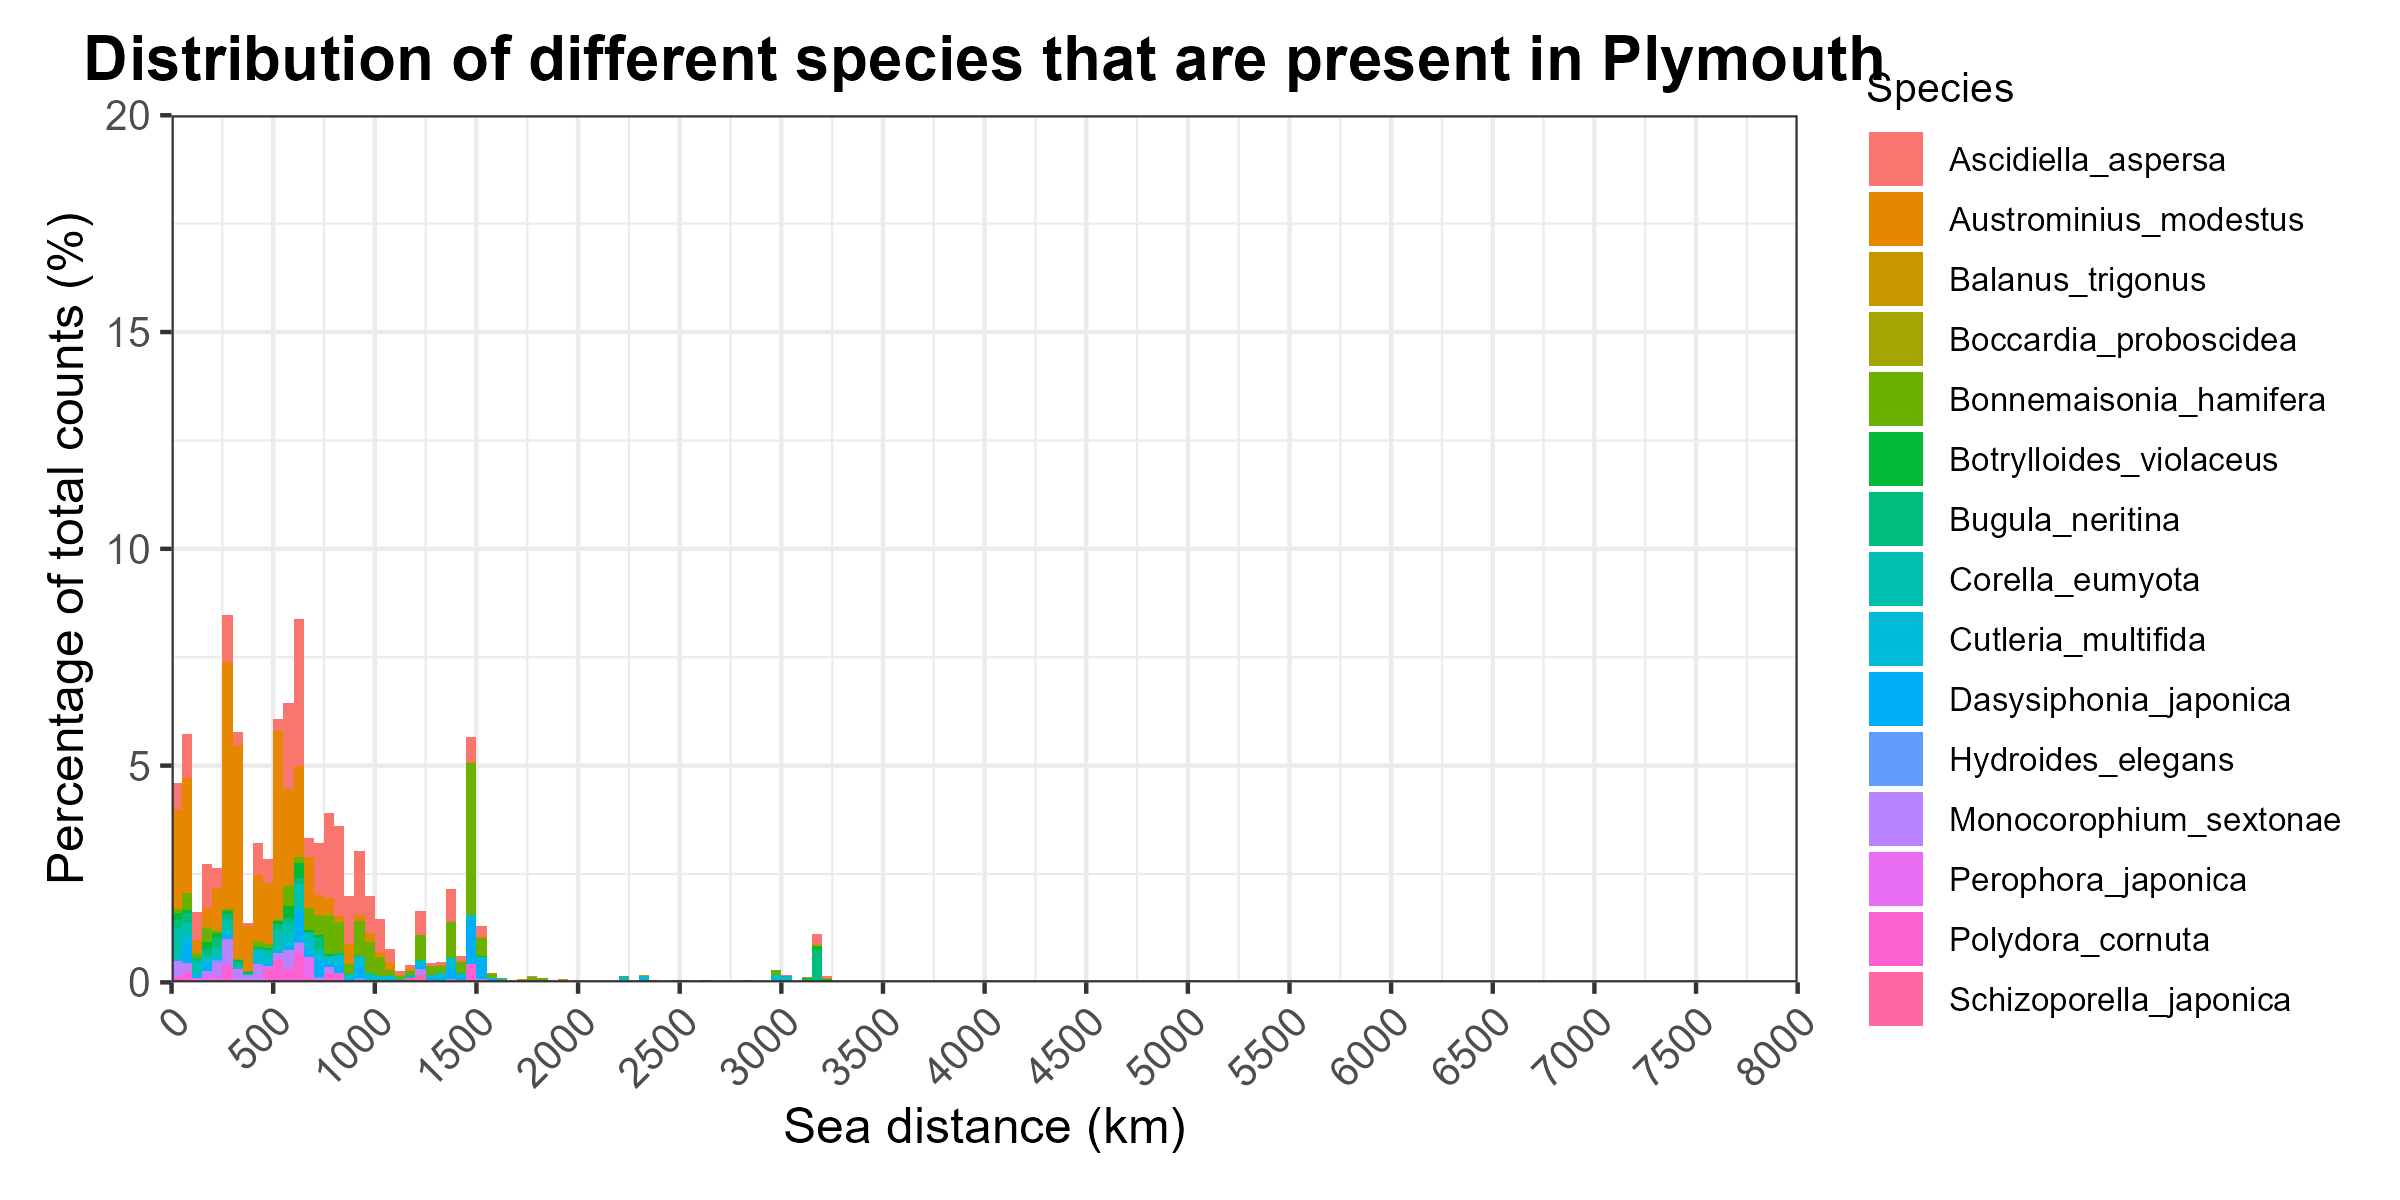 Distribution of different species that are present in Plymouth
Species
Ascidiella_aspersa
Austrominius_modestus
Balanus_trigonus
Boccardia_proboscidea
Bonnemaisonia_hamifera
Botrylloides_violaceus
Bugula_neritina
Corella_eumyota
Cutleria_multifida
Dasysiphonia_japonica
Hydroides_elegans
Monocorophium_sextonae
Perophora_japonica
Polydora_cornuta
Schizoporella_japonica
Percentage of total counts (%)
20
15
10
5
0
0 500 1000 1500 2000 2500 3000 3500 4000 4500 5000 5500 6000 6500 7000 7500 8000
Sea distance (km)